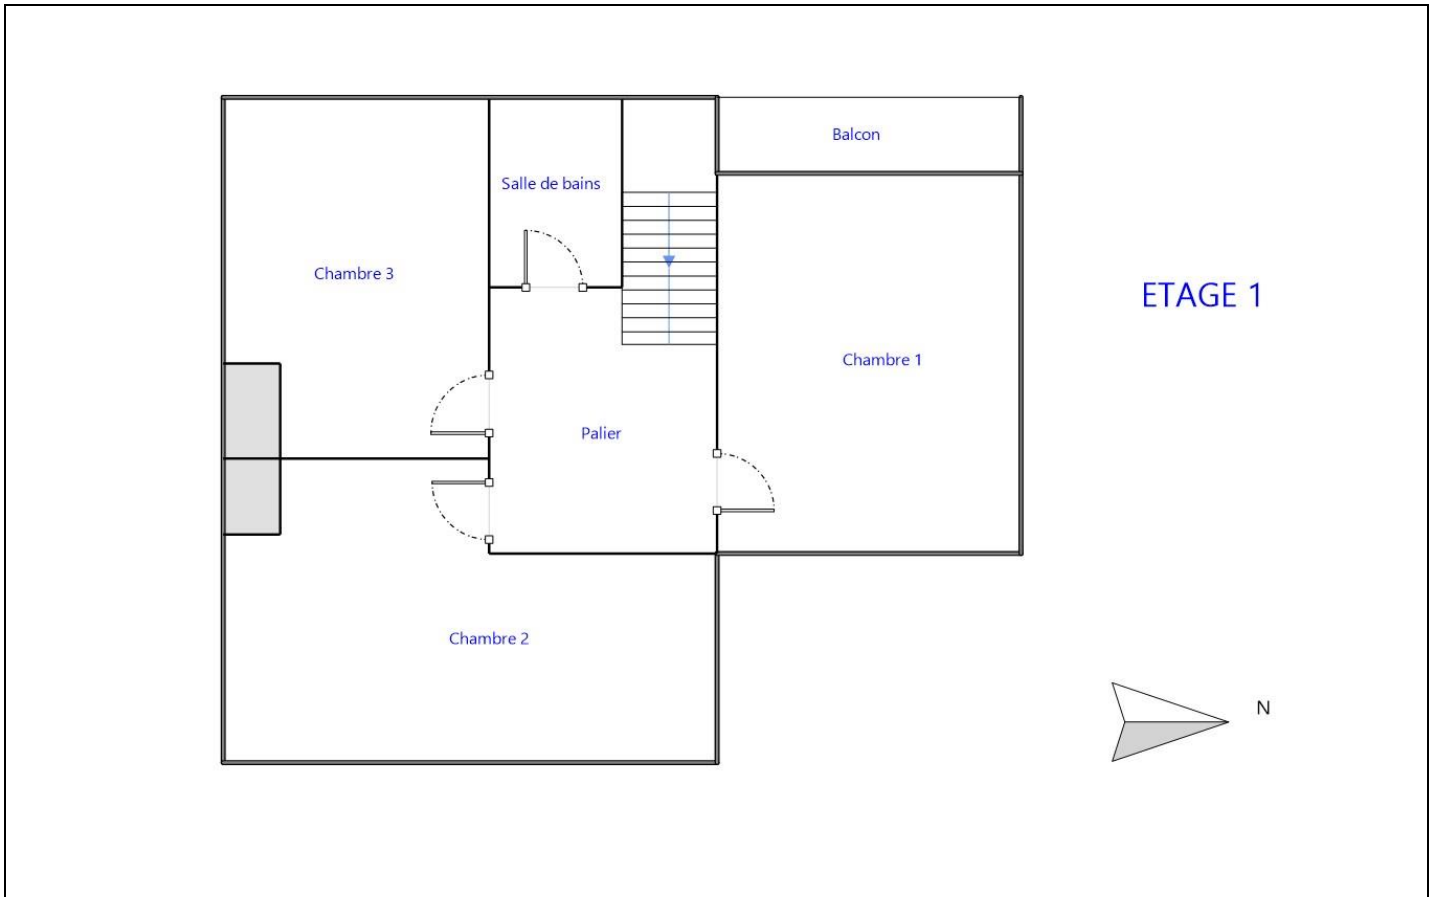 Balcon
Salle de bains
Chambre 3
ETAGE 1
Chambre 1
Palier
Chambre 2
N